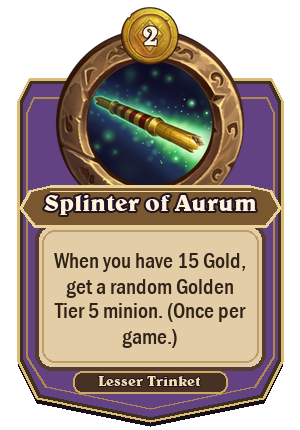 2
Splinter of Aurum
When you have 15 Gold,
get a random Golden
Tier 5 minion. (Once per
game.)
Lesser Trinket